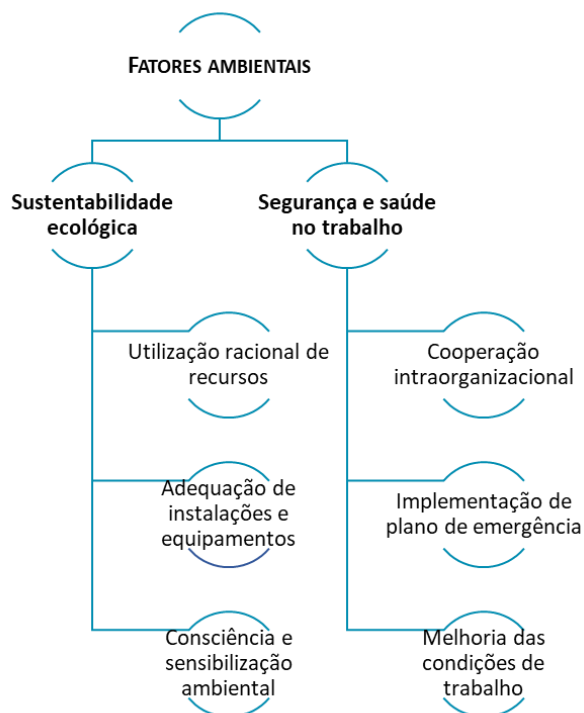 FATORES AMBIENTAIS
Sustentabilidade
ecológica
Segurança e saúde
no trabalho
Utilização racional de
recursos
Adequação de
instalações e
equipamentos
Consciência e
sensibilização
ambiental
Cooperação
intraorganizacional
Implementação de
plano de emergência
Melhoria das
condições de
trabalho